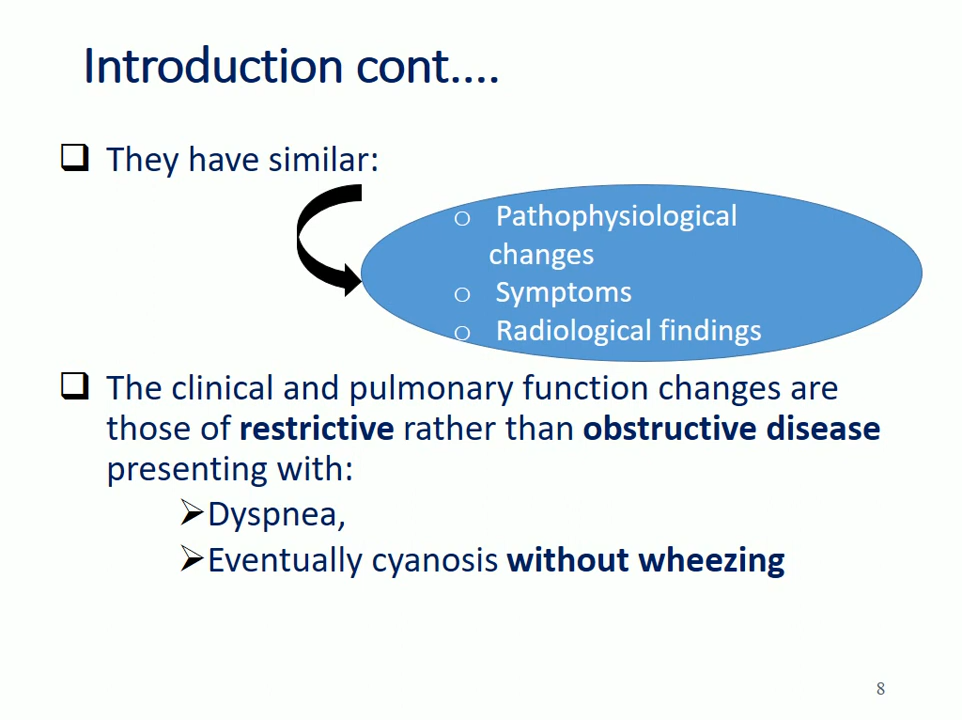 Introduction cont....
❑ They have similar:
o Pathophysiological
changes
o Symptoms
o Radiological findings
❑ The clinical and pulmonary function changes are
those of restrictive rather than obstructive disease
presenting with:
➢Dyspnea,
➢Eventually cyanosis without wheezing
8